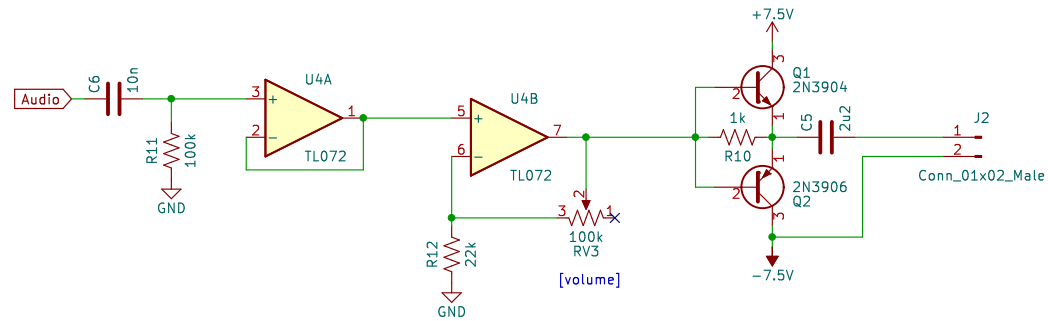 +7.5V
Audio
C6
10n
R11
100k
GND
3
+
2
-
1
U4A
TL072
5
+
6
-
7
U4B
TL072
R12
22k
GND
3
2
1
100k
RV3
[volume]
1k
R10
2
3
1
Q1
2N3904
2
1
3
2N3906
Q2
-7.5V
C5
2u2
J2
1
2
Conn_01x02_Male